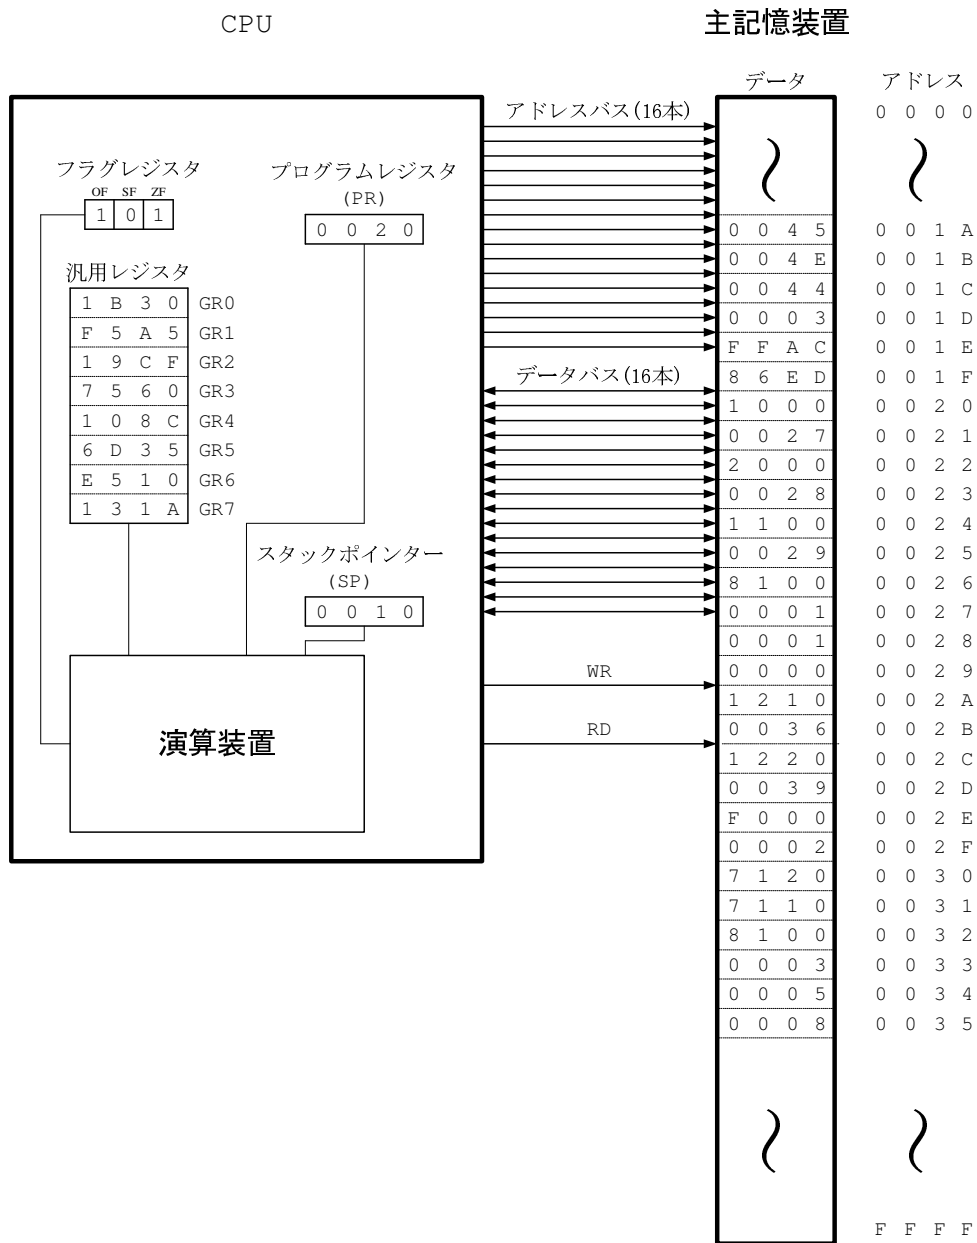 CPU
主記憶装置
データ アドレス
アドレスバス(16本)
0 0 0 0
フラグレジスタ
OF SF ZF
1 0 1
プログラムレジスタ
(PR)
0 0 2 0
汎用レジスタ
1 B 3 0 GR0
F 5 A 5 GR1
1 9 C F GR2
7 5 6 0 GR3
1 0 8 C GR4
6 D 3 5 GR5
E 5 1 0 GR6
1 3 1 A GR7
スタックポインター
(SP)
0 0 1 0
演算装置
データバス(16本)
WR
RD
0 0 4 5 0 0 1 A
0 0 4 E 0 0 1 B
0 0 4 4 0 0 1 C
0 0 0 3 0 0 1 D
F F A C 0 0 1 E
8 6 E D 0 0 1 F
1 0 0 0 0 0 2 0
0 0 2 7 0 0 2 1
2 0 0 0 0 0 2 2
0 0 2 8 0 0 2 3
1 1 0 0 0 0 2 4
0 0 2 9 0 0 2 5
8 1 0 0 0 0 2 6
0 0 0 1 0 0 2 7
0 0 0 1 0 0 2 8
0 0 0 0 0 0 2 9
1 2 1 0 0 0 2 A
0 0 3 6 0 0 2 B
1 2 2 0 0 0 2 C
0 0 3 9 0 0 2 D
F 0 0 0 0 0 2 E
0 0 0 2 0 0 2 F
7 1 2 0 0 0 3 0
7 1 1 0 0 0 3 1
8 1 0 0 0 0 3 2
0 0 0 3 0 0 3 3
0 0 0 5 0 0 3 4
0 0 0 8 0 0 3 5
F F F F